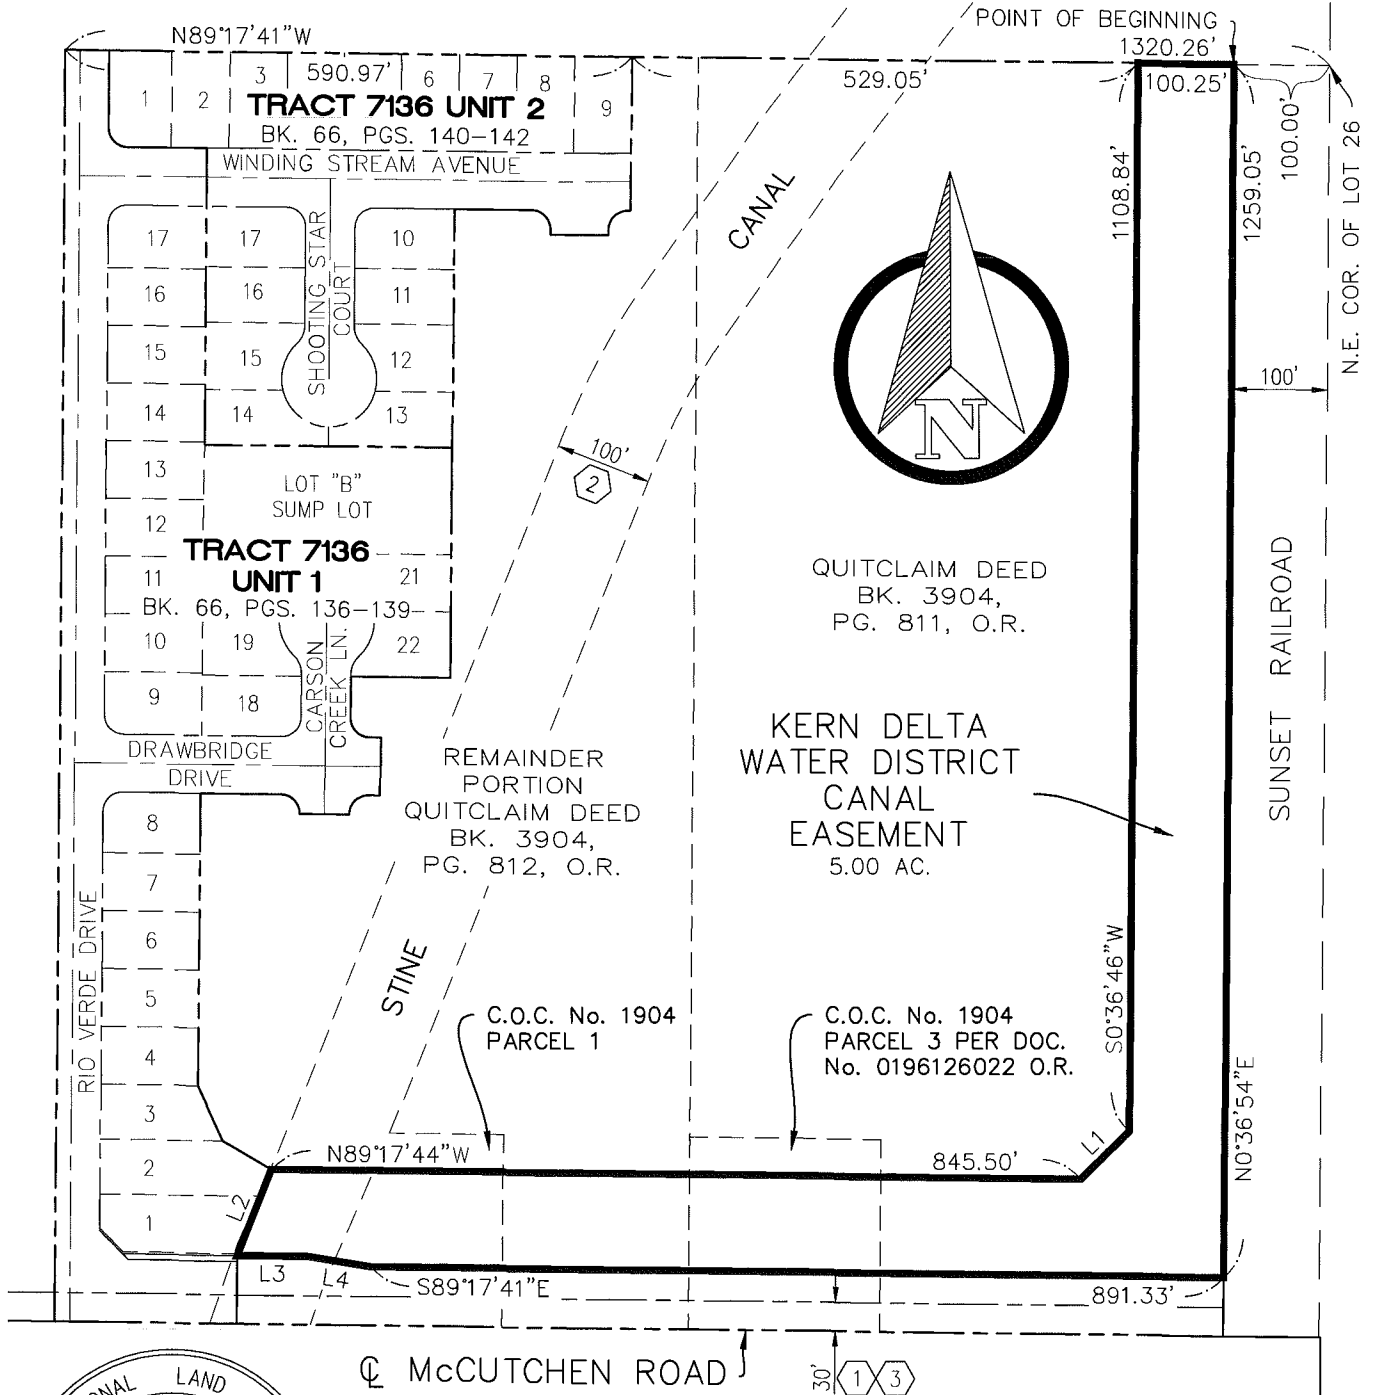 POINT OF BEGINNING
N89°17'41"W
1320.26'
590.97'
529.05'
100.25'
100.00'
N.E. COR. OF LOT 26
1
2
3
6
7
8
9
TRACT 7136 UNIT 2
BK. 66, PGS. 140-142
WINDING STREAM AVENUE
1108.84'
1259.05'
CANAL
SHOOTING STAR
COURT
17
17
10
16
16
11
15
15
12
14
14
13
N
100'
100'
2
13
LOT "B"
SUMP LOT
12
TRACT 7136
UNIT 1
11
21
BK. 66, PGS. 136-139
10
19
22
9
18
CARSON
CREEK LN.
QUITCLAIM DEED
BK. 3904,
PG. 811, O.R.
SUNSET RAILROAD
DRAWBRIDGE
DRIVE
REMAINDER
PORTION
QUITCLAIM DEED
BK. 3904,
PG. 812, O.R.
KERN DELTA
WATER DISTRICT
CANAL
EASEMENT
5.00 AC.
8
7
6
5
4
3
2
1
RIO VERDE DRIVE
STINE
C.O.C. No. 1904
PARCEL 1
C.O.C. No. 1904
PARCEL 3 PER DOC.
No. 0196126022 O.R.
S0°36'46"W
N0°36'54"E
N89°17'44"W
845.50'
L1
L2
L3
L4
S89°17'41"E
891.33'
℄ McCUTCHEN ROAD
30'
1
3
ONAL LAND